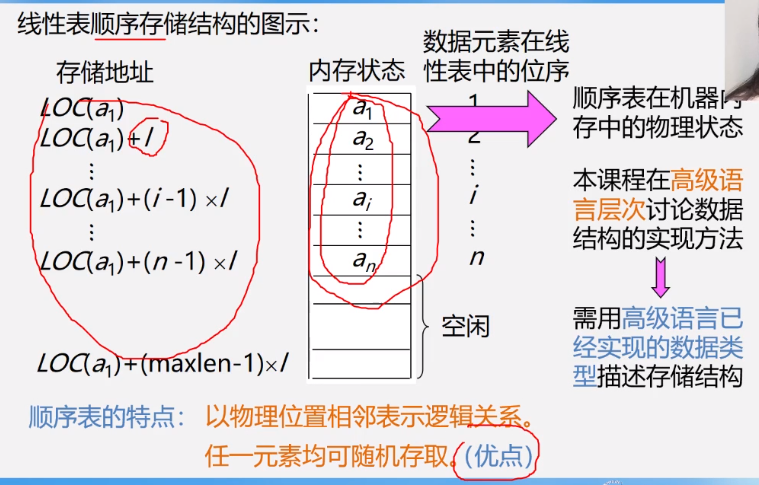 线性表顺序存储结构的图示：
存储地址
内存状态
数据元素在线
性表中的位序
LOC(a₁)
a₁
1
LOC(a₁)+l
a₂
2
⋮
⋮
⋮
LOC(a₁)+(i-1)×l
aᵢ
i
⋮
⋮
⋮
LOC(a₁)+(n-1)×l
aₙ
n
空闲
LOC(a₁)+(maxlen-1)×l
顺序表在机器内
存中的物理状态
本课程在高级语
言层次讨论数据
结构的实现方法
需用高级语言已
经实现的数据类
型描述存储结构
顺序表的特点：以物理位置相邻表示逻辑关系。
任一元素均可随机存取。(优点)